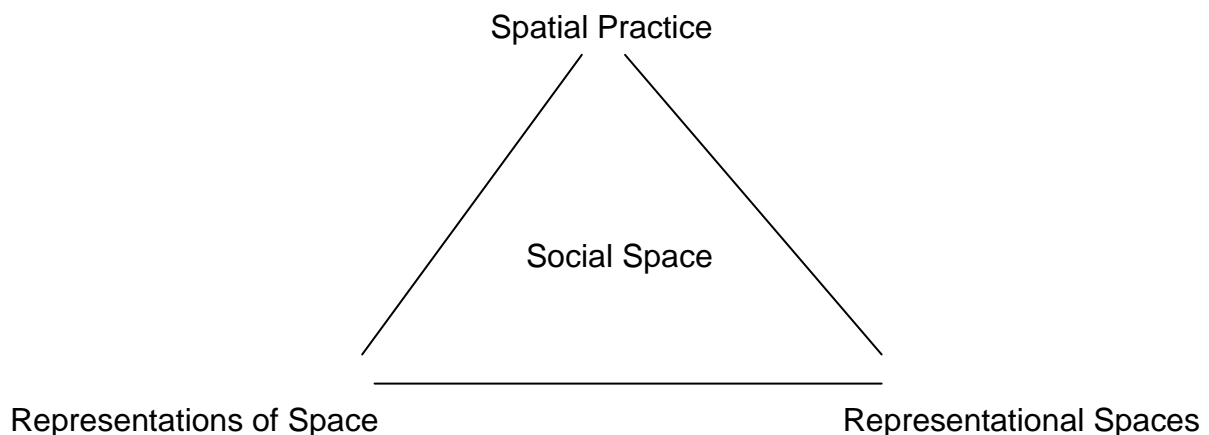 Spatial Practice
Social Space
Representations of Space
Representational Spaces